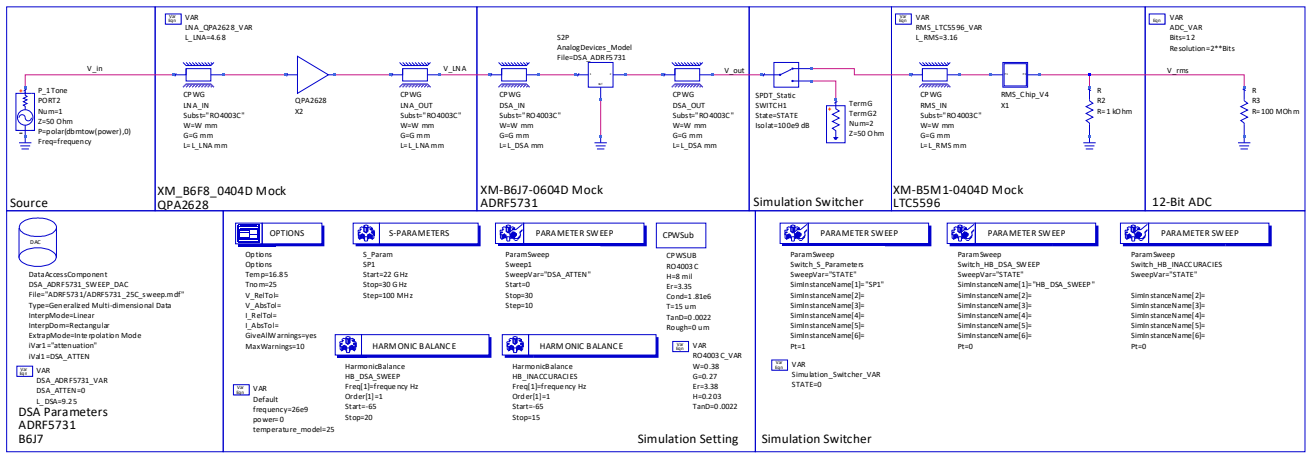 VAR
LNA_QPA2628_VAR
L_LNA=4.68
V_in
P_1Tone
PORT2
Num=1
Z=50 Ohm
P=polar(dbmtow(power),0)
Freq=frequency
Source
CPWG
LNA_IN
Subst="RO4003C"
W=W mm
G=G mm
L=L_LNA mm
QPA2628
X2
CPWG
LNA_OUT
Subst="RO4003C"
W=W mm
G=G mm
L=L_LNA mm
V_LNA
XM_B6F8_0404D Mock
QPA2628
CPWG
DSA_IN
Subst="RO4003C"
W=W mm
G=G mm
L=L_DSA mm
S2P
AnalogDevices_Model
File=DSA_ADRF5731
CPWG
DSA_OUT
Subst="RO4003C"
W=W mm
G=G mm
L=L_DSA mm
V_out
XM-B6J7-0604D Mock
ADRF5731
SPDT_Static
SWITCH1
State=STATE
Isolat=100e9 dB
TermG
TermG2
Num=2
Z=50 Ohm
Simulation Switcher
VAR
RMS_LTC5596_VAR
L_RMS=3.16
CPWG
RMS_IN
Subst="RO4003C"
W=W mm
G=G mm
L=L_RMS mm
RMS_Chip_V4
X1
R
R2
R=1 kOhm
XM-B5M1-0404D Mock
LTC5596
VAR
ADC_VAR
Bits=12
Resolution=2**Bits
V_rms
R
R3
R=100 MOhm
12-Bit ADC
DAC
DataAccessComponent
DSA_ADRF5731_SWEEP_DAC
File="ADRF5731/ADRF5731_25C_sweep.mdf"
Type=Generalized Multi-dimensional Data
InterpMode=Linear
InterpDom=Rectangular
ExtrapMode=Interpolation Mode
iVar1="attenuation"
iVal1=DSA_ATTEN
VAR
DSA_ADRF5731_VAR
DSA_ATTEN=0
L_DSA=9.25
DSA Parameters
ADRF5731
B6J7
OPTIONS
Options
Options
Temp=16.85
Tnom=25
V_RelTol=
V_AbsTol=
I_RelTol=
I_AbsTol=
GiveAllWarnings=yes
MaxWarnings=10
VAR
Default
frequency=26e9
power=0
temperature_model=25
S-PARAMETERS
S_Param
SP1
Start=22 GHz
Stop=30 GHz
Step=100 MHz
PARAMETER SWEEP
ParamSweep
Sweep1
SweepVar="DSA_ATTEN"
Start=0
Stop=30
Step=10
HARMONIC BALANCE
HarmonicBalance
HB_DSA_SWEEP
Freq[1]=frequency Hz
Order[1]=1
Start=-65
Stop=20
HARMONIC BALANCE
HarmonicBalance
HB_INACCURACIES
Freq[1]=frequency Hz
Order[1]=1
Start=-65
Stop=15
CPWSub
CPWSUB
RO4003C
H=8 mil
Er=3.35
Cond=1.81e6
T=15 um
TanD=0.0022
Rough=0 um
VAR
RO4003C_VAR
W=0.38
G=0.27
Er=3.38
H=0.203
TanD=0.0022
Simulation Setting
PARAMETER SWEEP
ParamSweep
Switch_S_Parameters
SweepVar="STATE"
SimInstanceName[1]="SP1"
SimInstanceName[2]=
SimInstanceName[3]=
SimInstanceName[4]=
SimInstanceName[5]=
SimInstanceName[6]=
Pt=1
VAR
Simulation_Switcher_VAR
STATE=0
PARAMETER SWEEP
ParamSweep
Switch_HB_DSA_SWEEP
SweepVar="STATE"
SimInstanceName[1]="HB_DSA_SWEEP"
SimInstanceName[2]=
SimInstanceName[3]=
SimInstanceName[4]=
SimInstanceName[5]=
SimInstanceName[6]=
Pt=0
PARAMETER SWEEP
ParamSweep
Switch_HB_INACCURACIES
SweepVar="STATE"
SimInstanceName[2]=
SimInstanceName[3]=
SimInstanceName[4]=
SimInstanceName[5]=
SimInstanceName[6]=
Pt=0
Simulation Switcher